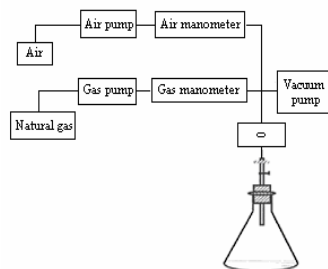 Air pump
Air manometer
Air
Gas pump
Gas manometer
Vacuum
pump
Natural gas